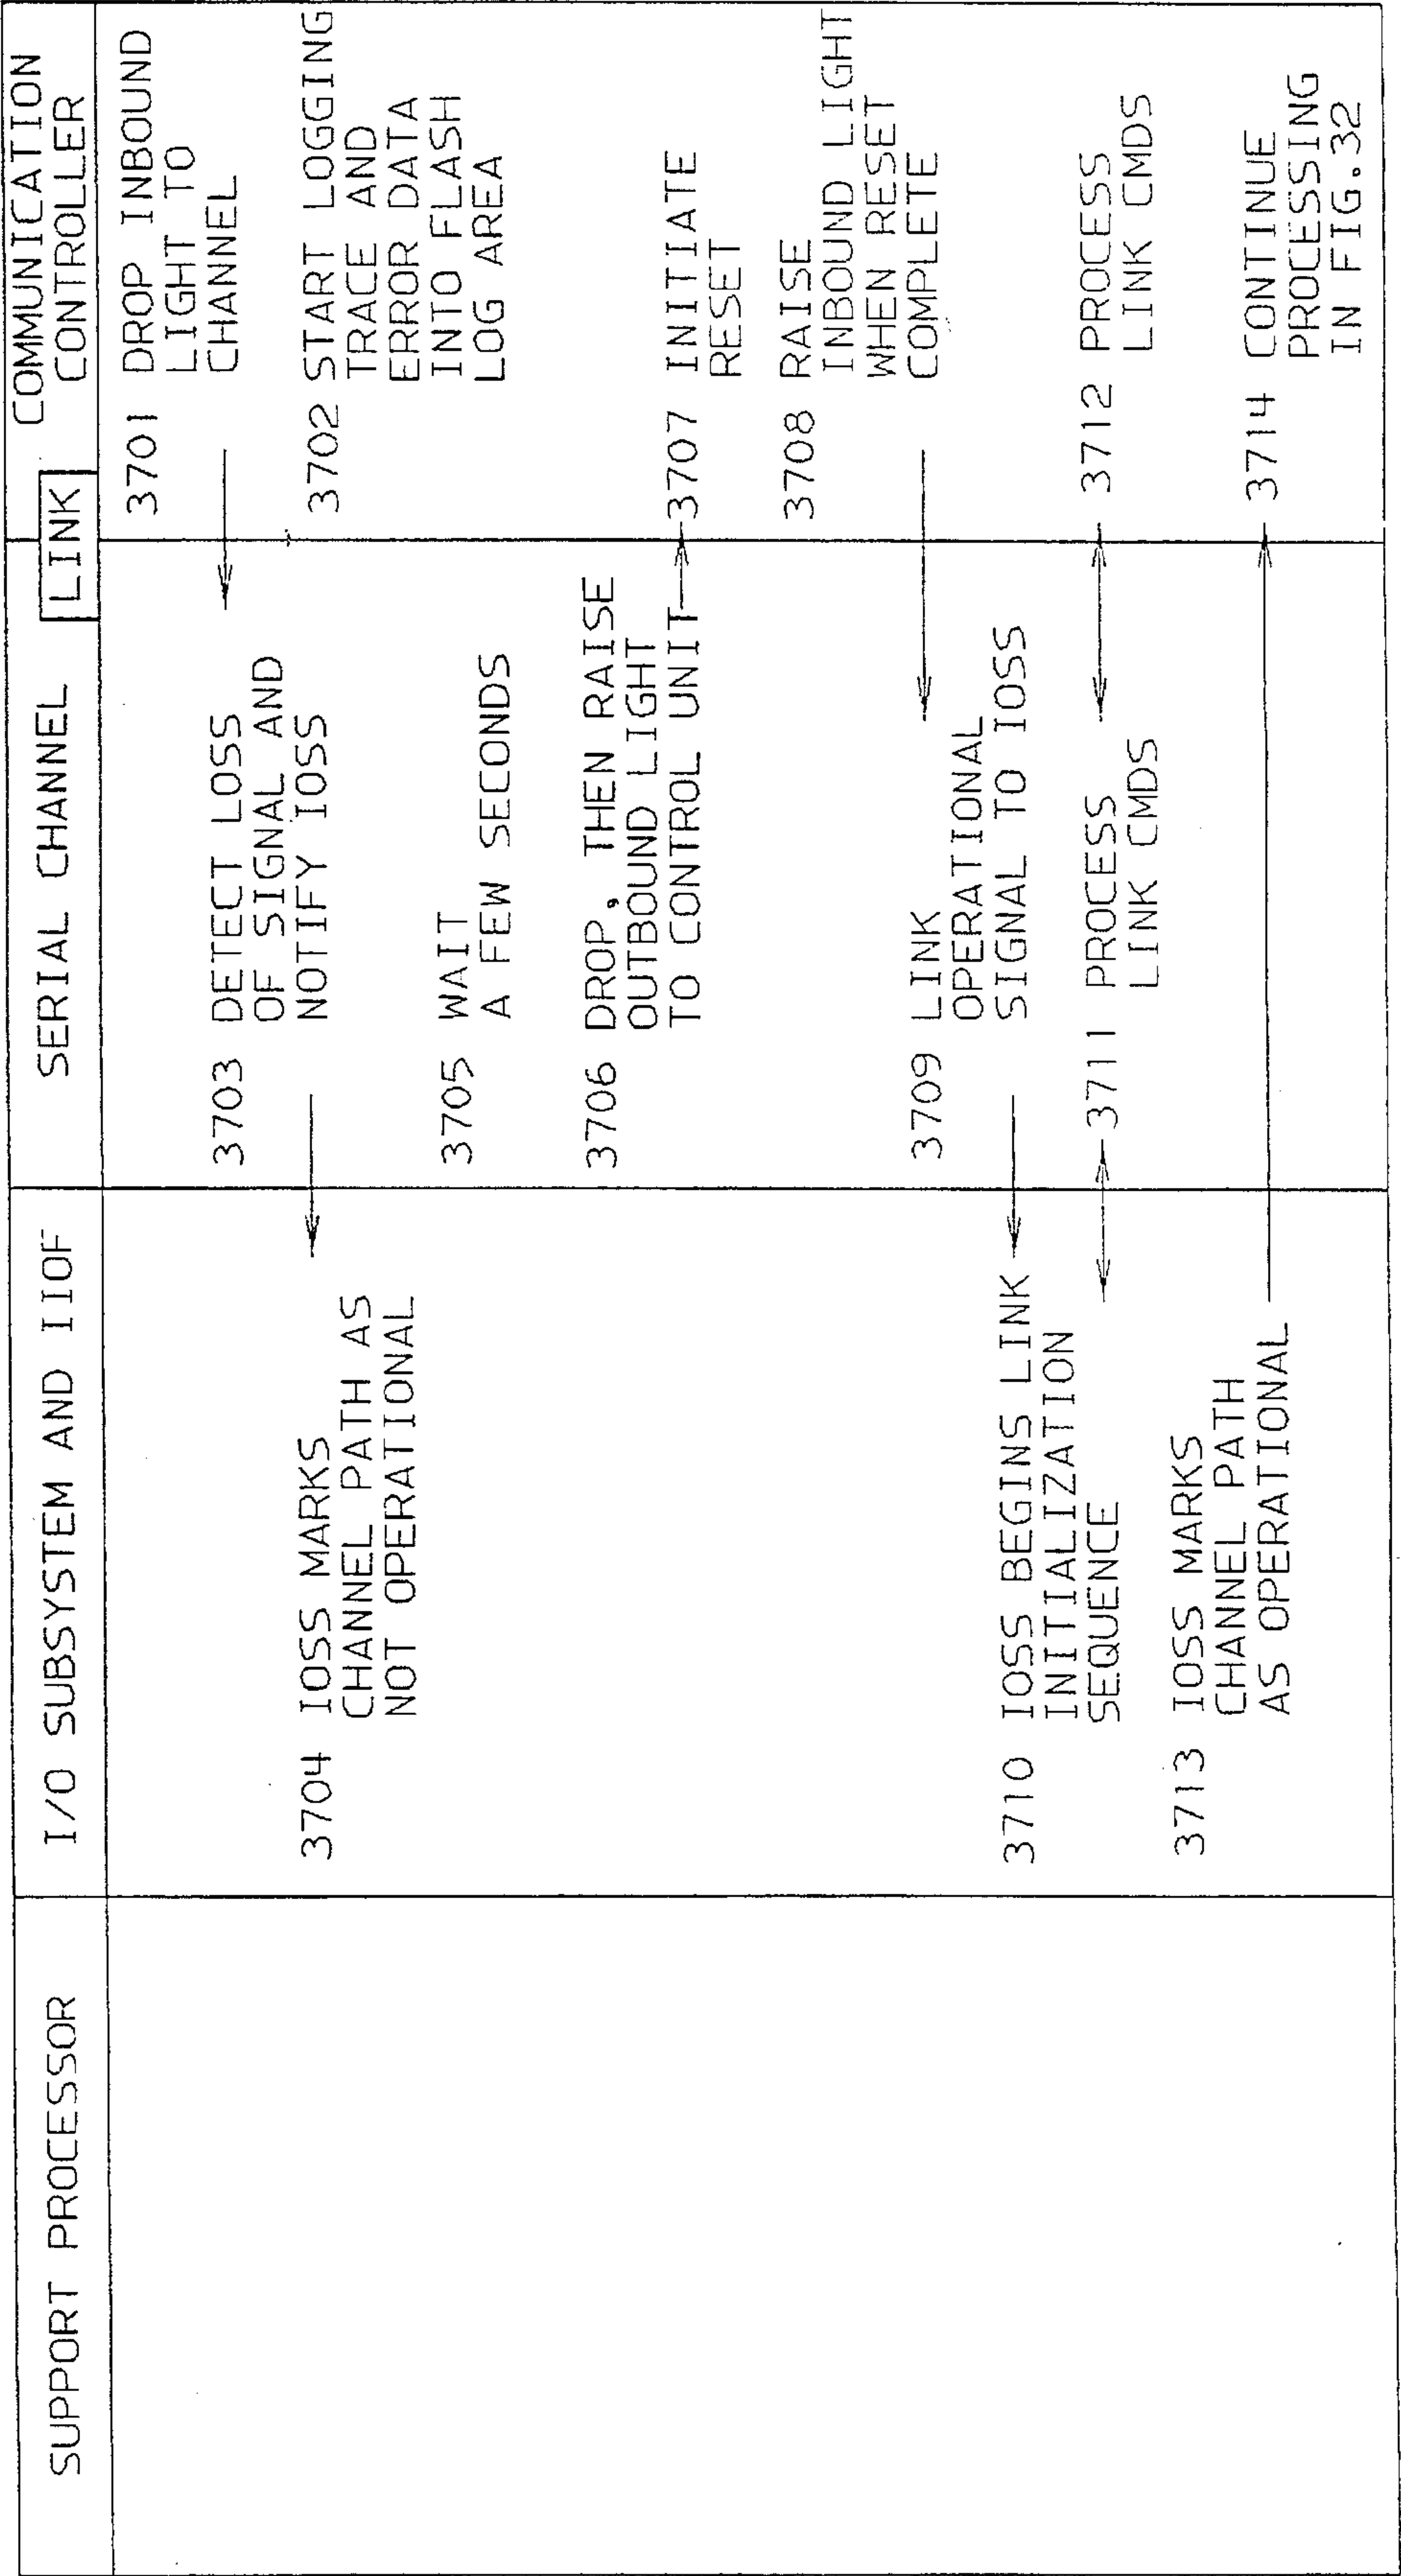 SUPPORT PROCESSOR
I/O SUBSYSTEM AND IIOF
SERIAL CHANNEL
LINK
COMMUNICATION
CONTROLLER
3701 DROP INBOUND
LIGHT TO
CHANNEL
3702 START LOGGING
TRACE AND
ERROR DATA
INTO FLASH
LOG AREA
3703 DETECT LOSS
OF SIGNAL AND
NOTIFY IOSS
3704 IOSS MARKS
CHANNEL PATH AS
NOT OPERATIONAL
3705 WAIT
A FEW SECONDS
3706 DROP, THEN RAISE
OUTBOUND LIGHT
TO CONTROL UNIT
3707 INITIATE
RESET
3708 RAISE
INBOUND LIGHT
WHEN RESET
COMPLETE
3709 LINK
OPERATIONAL
SIGNAL TO IOSS
3710 IOSS BEGINS LINK
INITIALIZATION
SEQUENCE
3711 PROCESS
LINK CMDS
3712 PROCESS
LINK CMDS
3713 IOSS MARKS
CHANNEL PATH
AS OPERATIONAL
3714 CONTINUE
PROCESSING
IN FIG.32